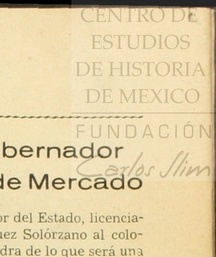 CENTRO DE
ESTUDIOS
DE HISTORIA
DE MEXICO
FUNDACIÓN
Carlos Slim
bernador
de Mercado
or del Estado, licencia-
uez Solórzano al colo-
dra de lo que será una